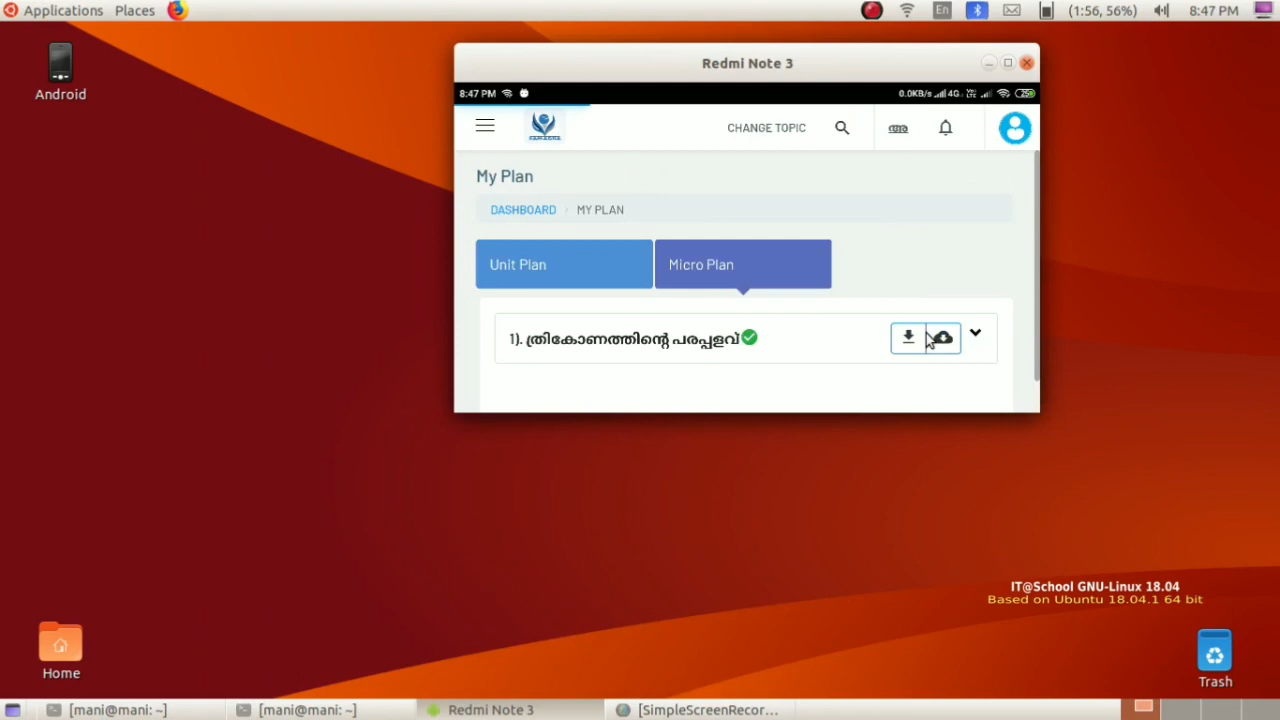 Applications Places En (1:56, 56%) 8:47 PM
Android
Redmi Note 3
8:47 PM 0.0KB/s 4G VoLTE 25
CHANGE TOPIC അ
My Plan
DASHBOARD / MY PLAN
Unit Plan Micro Plan
1). ത്രികോണത്തിന്റെ പരപ്പളവ്
IT@School GNU-Linux 18.04
Based on Ubuntu 18.04.1 64 bit
Home
Trash
[mani@mani: ~] [mani@mani: ~] Redmi Note 3 [SimpleScreenRecor...